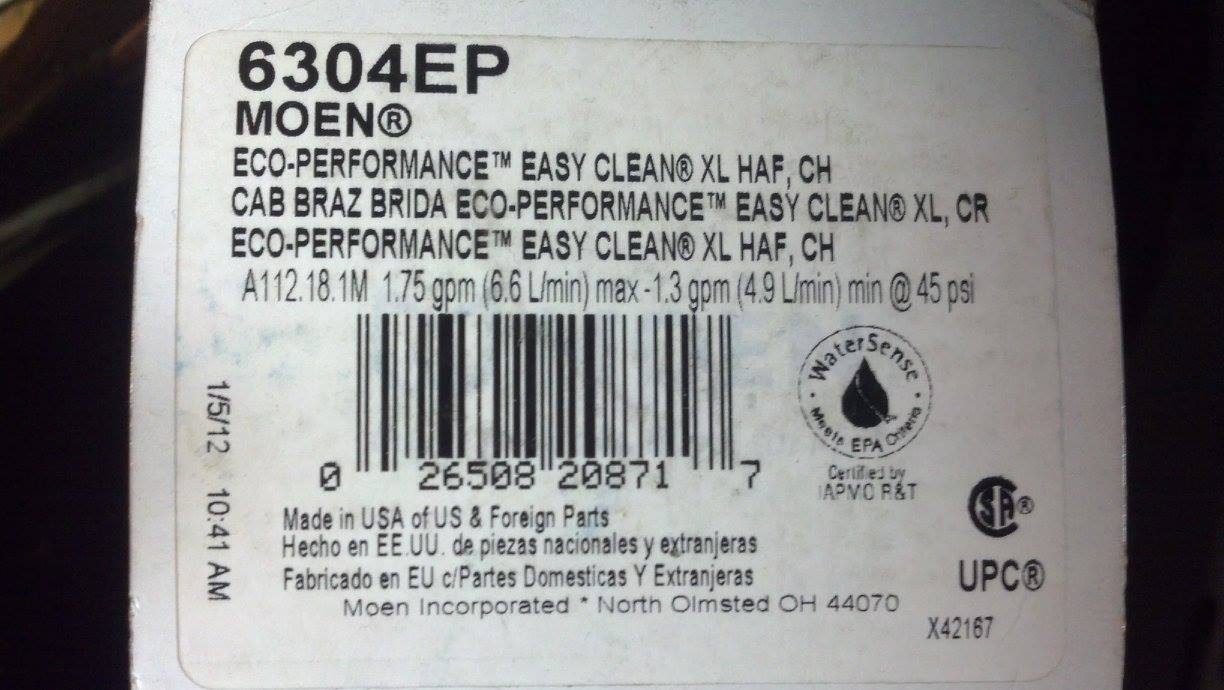 6304EP
MOEN®
ECO-PERFORMANCE™ EASY CLEAN® XL HAF, CH
CAB BRAZ BRIDA ECO-PERFORMANCE™ EASY CLEAN® XL, CR
ECO-PERFORMANCE™ EASY CLEAN® XL HAF, CH
A112.18.1M 1.75 gpm (6.6 L/min) max -1.3 gpm (4.9 L/min) min @ 45 psi
WaterSense
Meets EPA Criteria
Certified by
IAPMO R&T
1/5/12 10:41 AM
0 26508 20871 7
SA®
UPC®
Made in USA of US & Foreign Parts
Hecho en EE.UU. de piezas nacionales y extranjeras
Fabricado en EU c/Partes Domesticas Y Extranjeras
Moen Incorporated * North Olmsted OH 44070
X42167